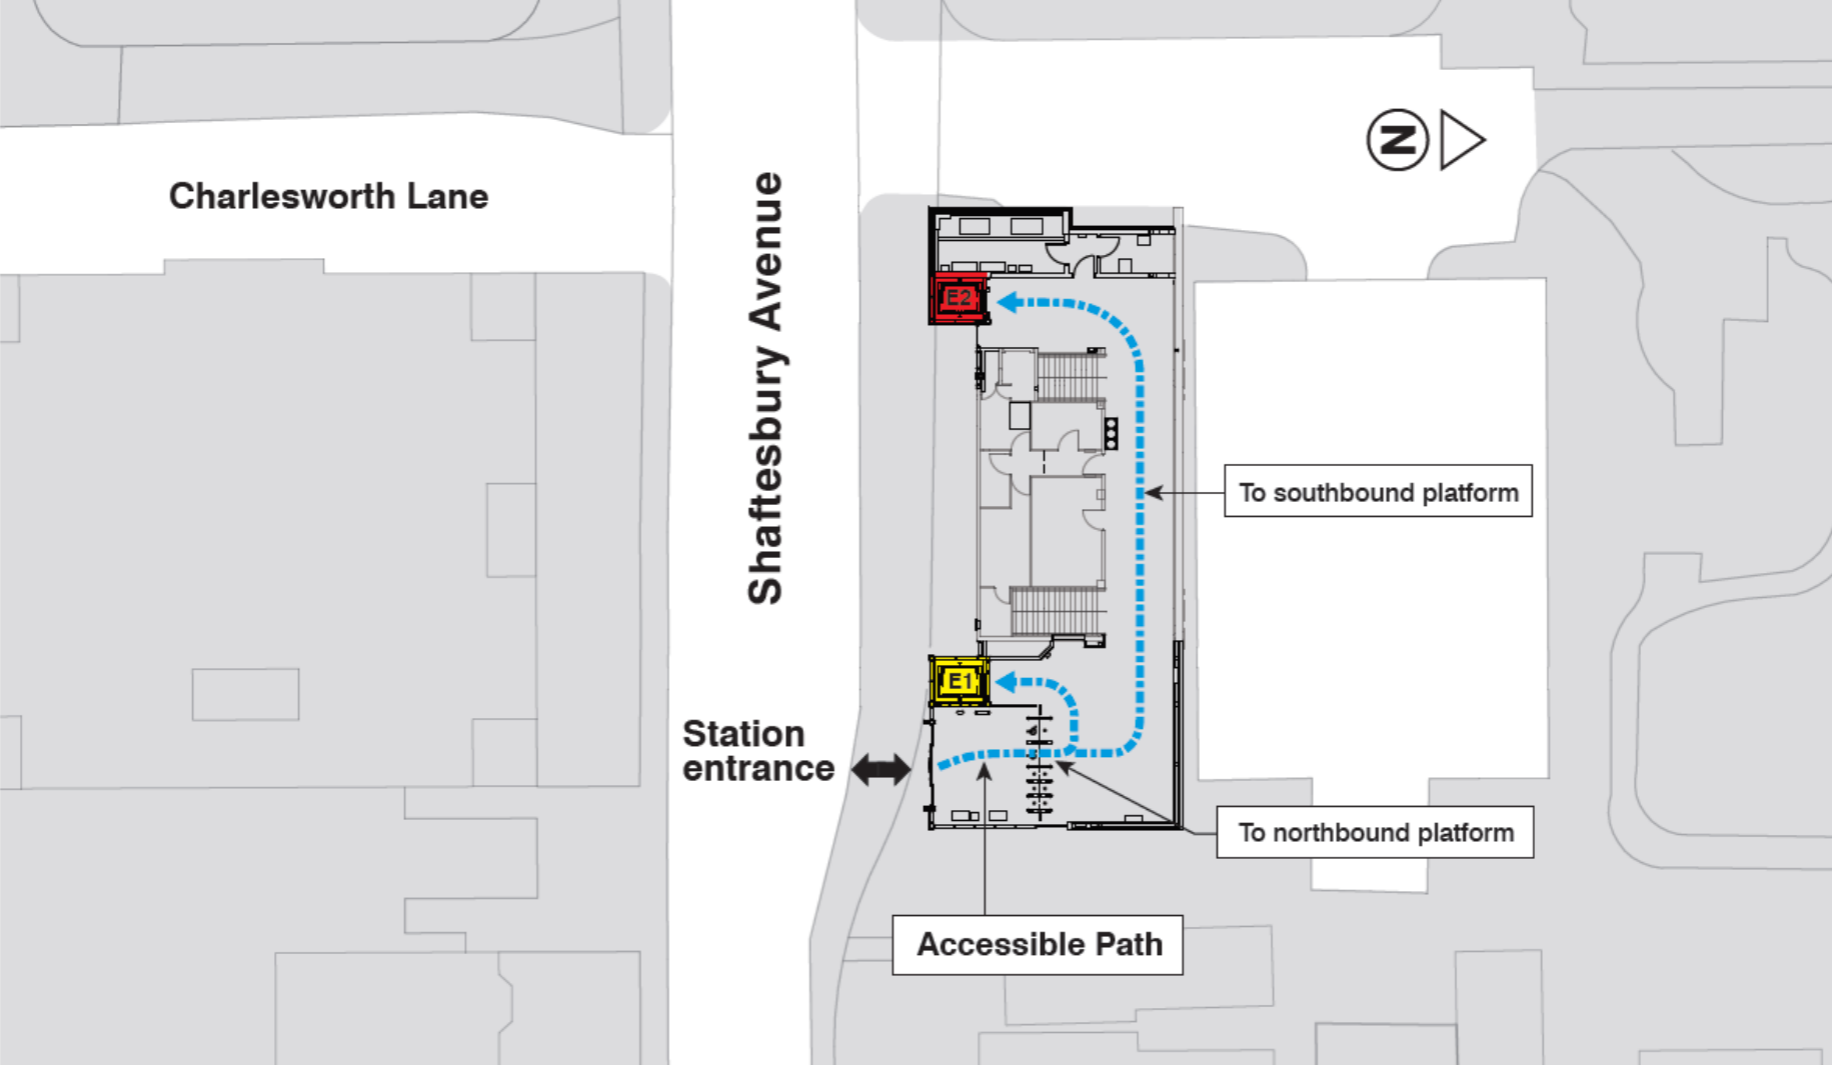 N
Charlesworth Lane
Shaftesbury Avenue
E2
To southbound platform
E1
Station
entrance
To northbound platform
Accessible Path